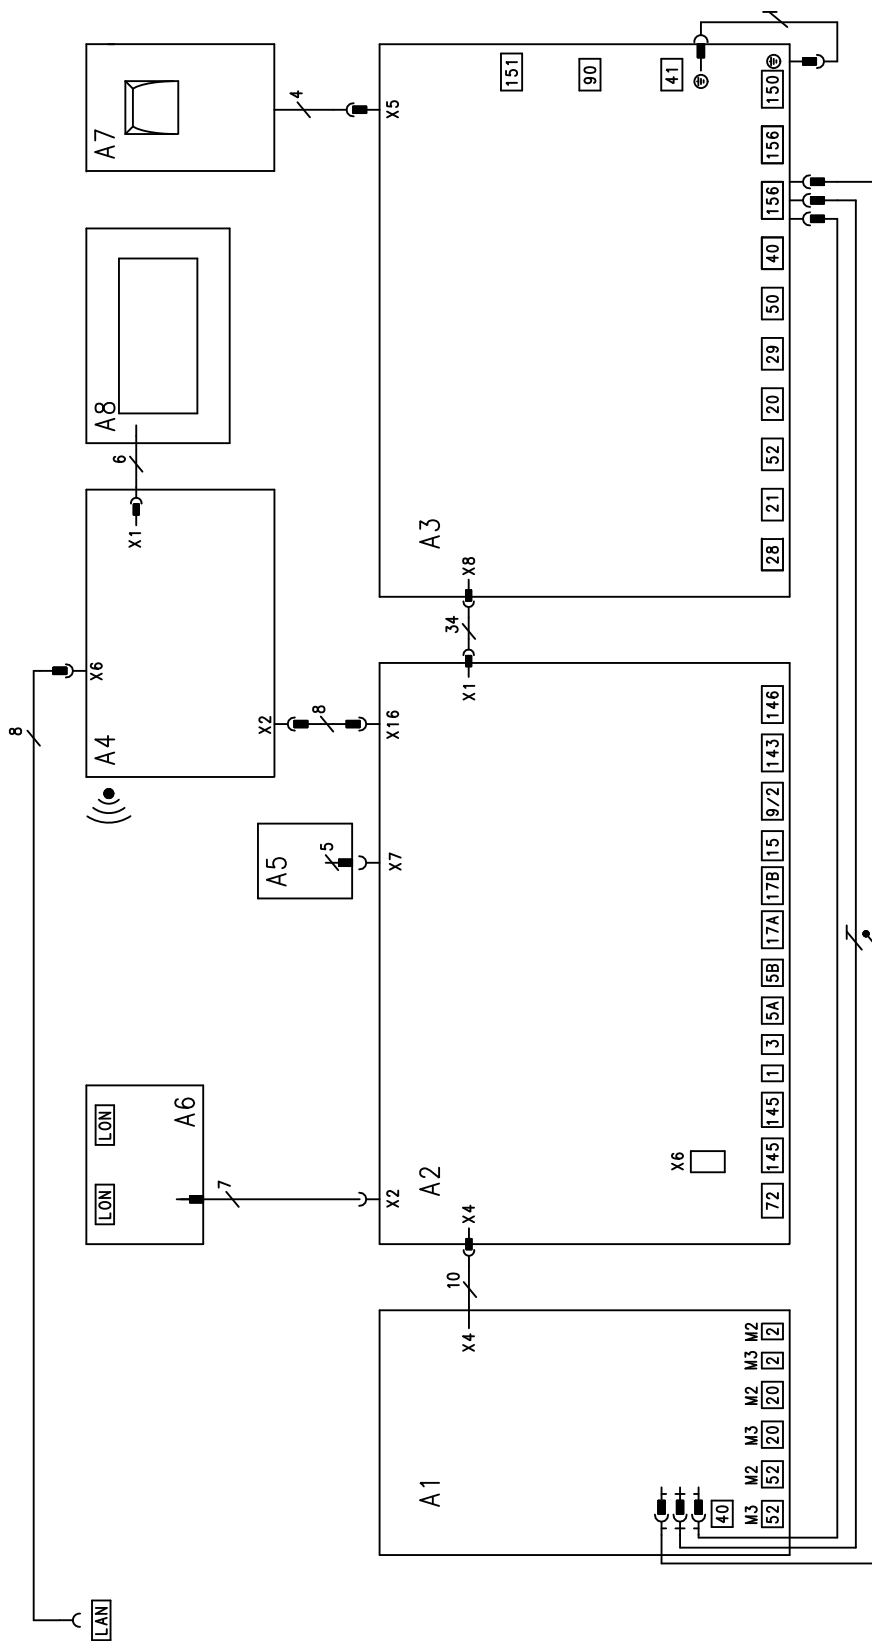 A7
4
X5
151
90
41
150
156
156
40
50
29
20
52
21
28
A3
X8
A8
6
X1
A4
X6
8
X2
8
X16
34
X1
A5
5
X7
146
143
9/2
15
17B
17A
5B
5A
3
1
145
145
72
X6
A2
X4
LON
LON
A6
7
X2
10
X4
A1
M2 2
M3 2
M2 20
M3 20
M2 52
M3 52
40
LAN